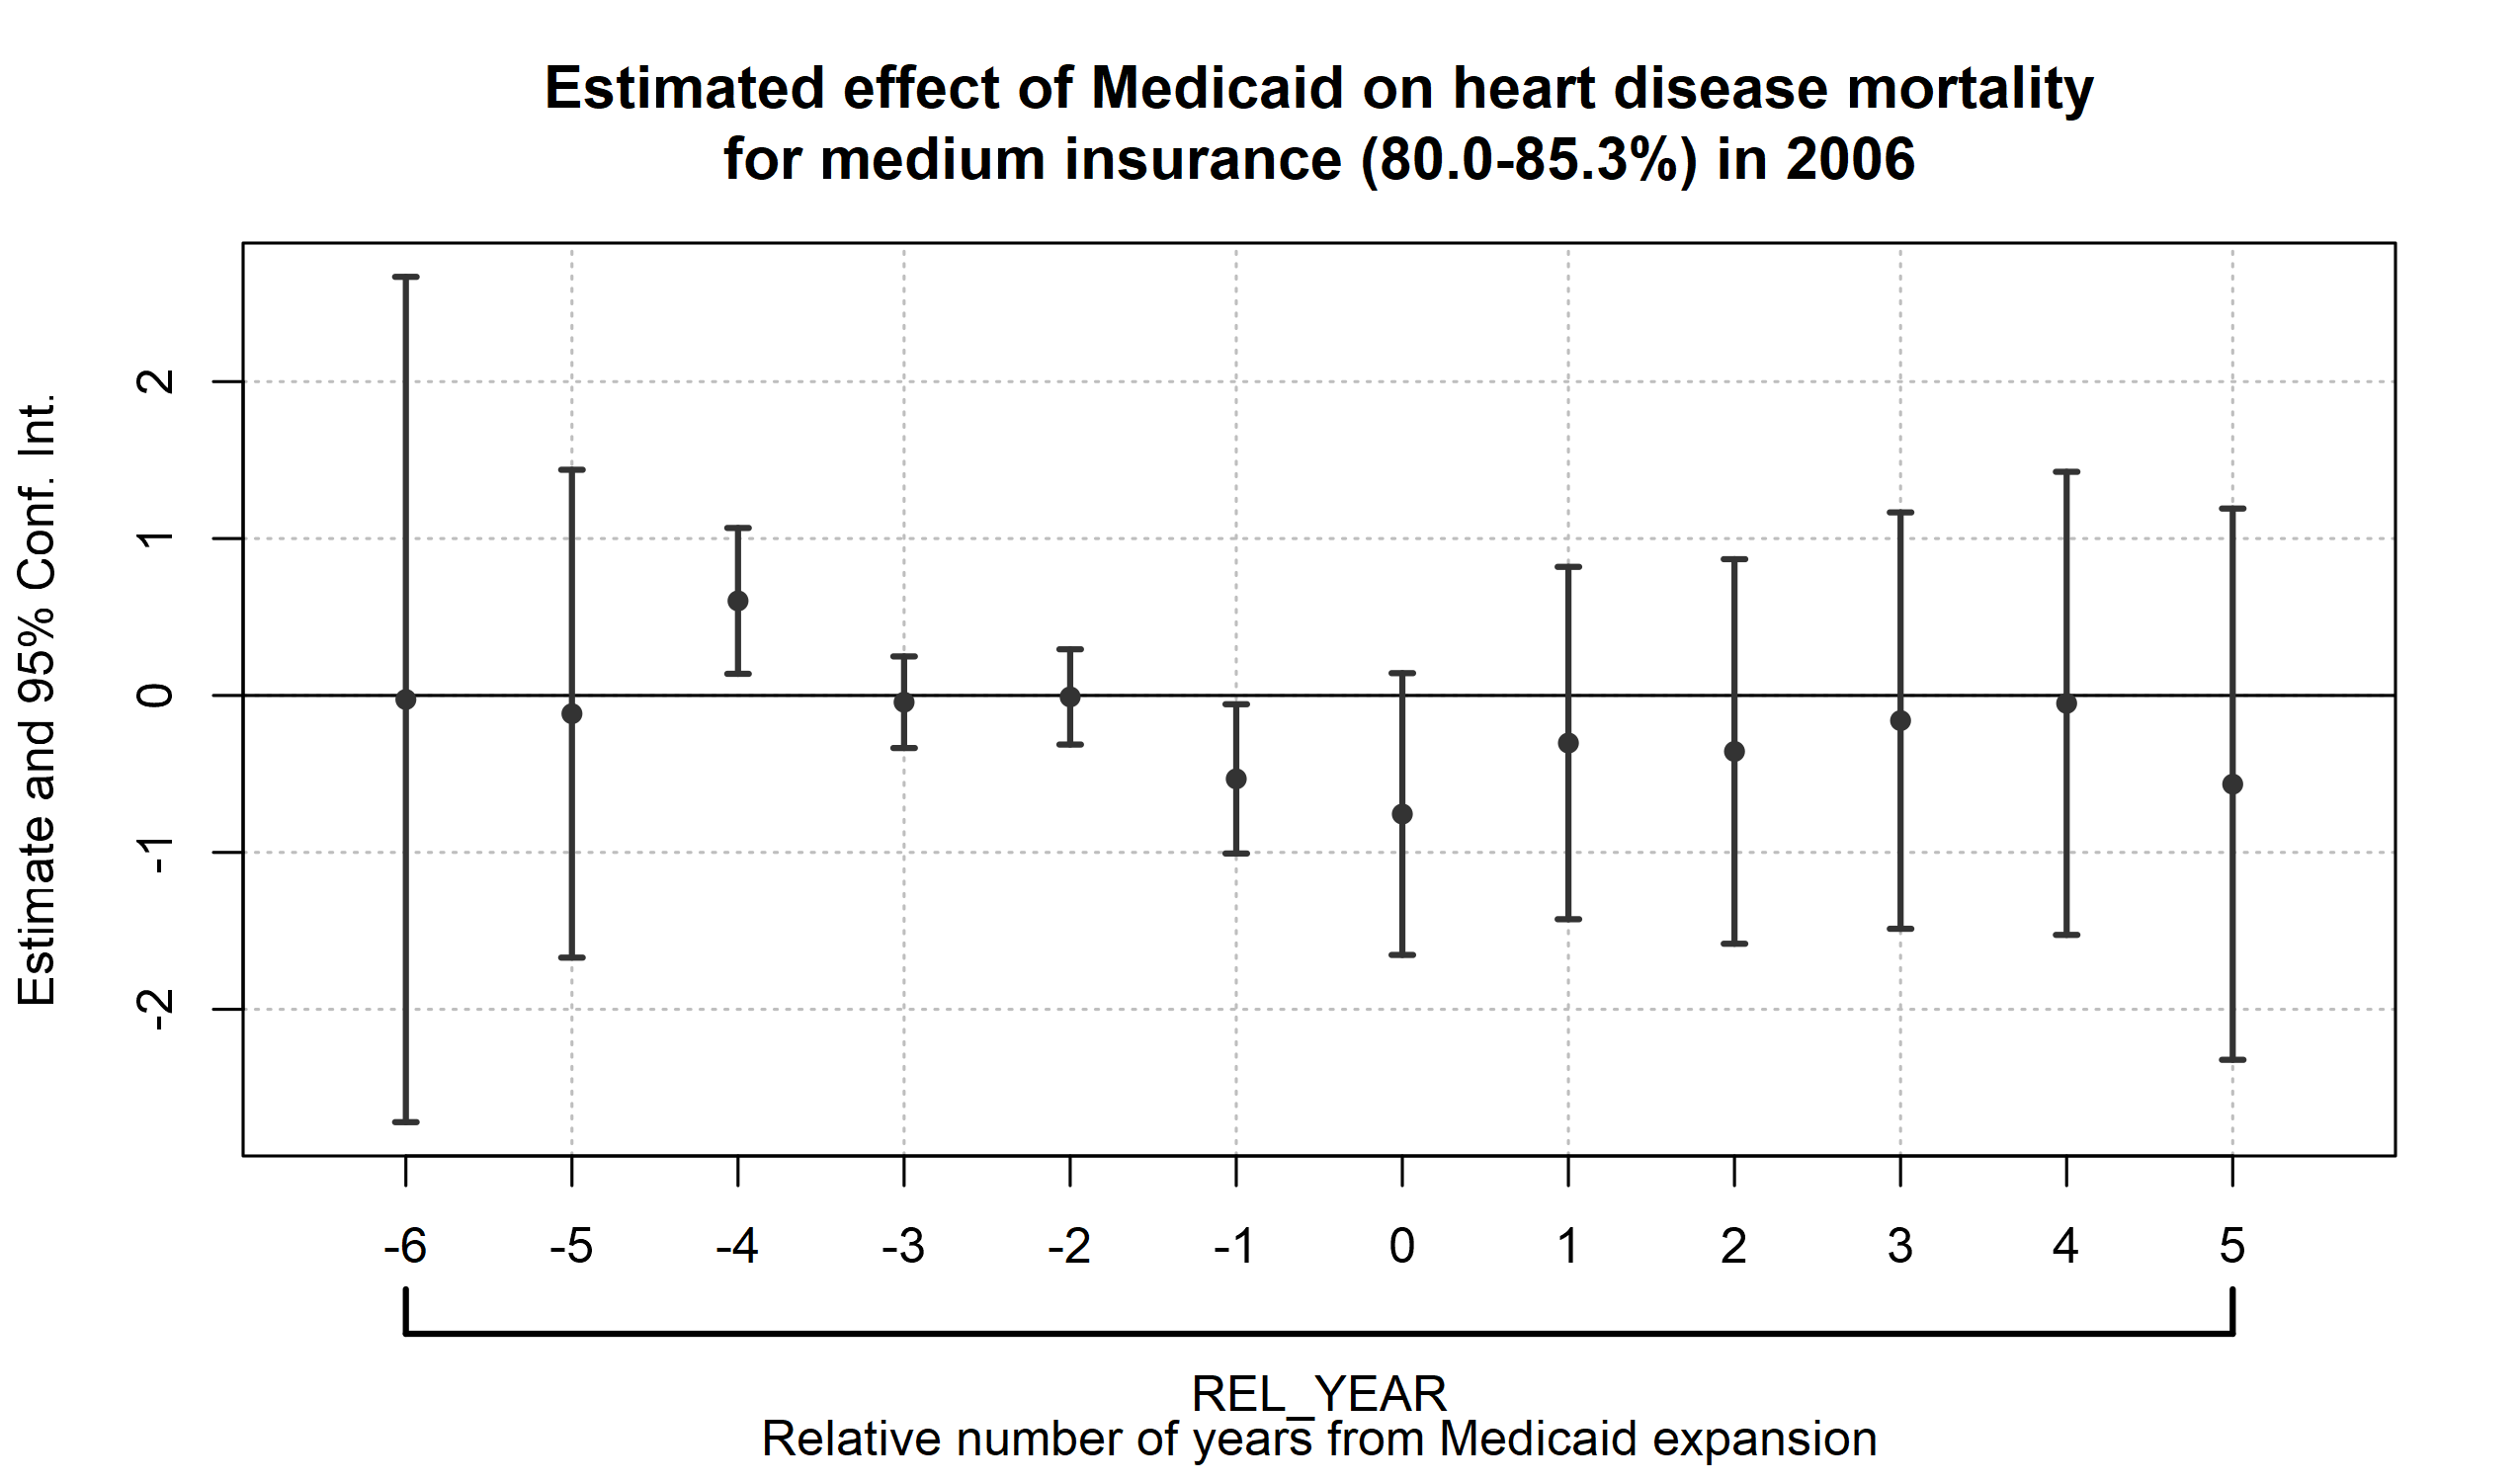 Estimated effect of Medicaid on heart disease mortality
for medium insurance (80.0-85.3%) in 2006
Estimate and 95% Conf. Int.
2
1
0
-1
-2
-6 -5 -4 -3 -2 -1 0 1 2 3 4 5
REL_YEAR
Relative number of years from Medicaid expansion